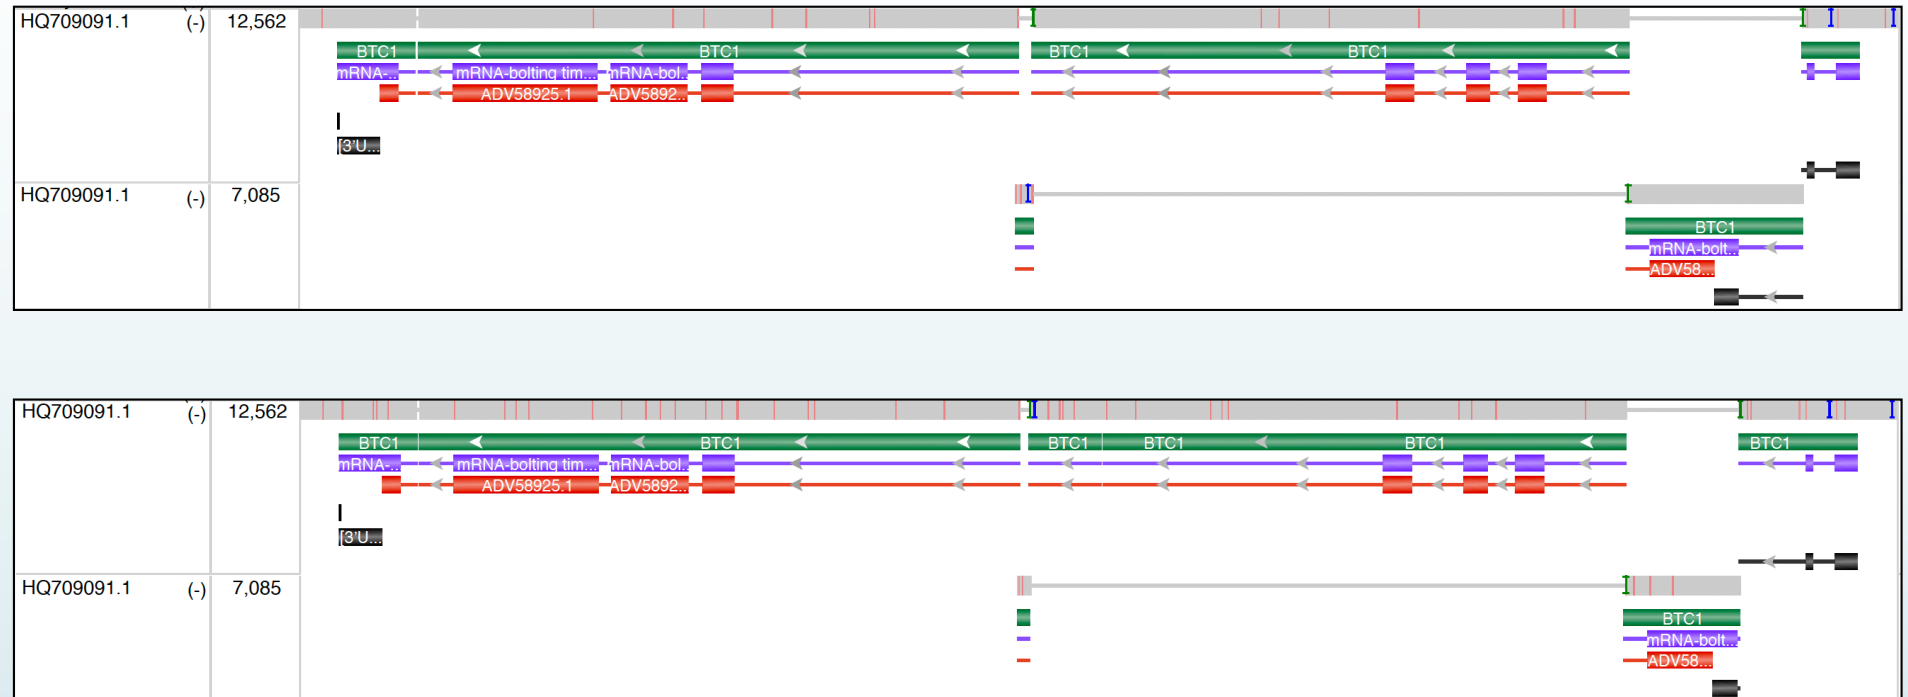 HQ709091.1 (-) 12,562
BTC1 BTC1 BTC1 BTC1
mRNA-... mRNA-bolting tim... mRNA-bol...
ADV58925.1 ADV5892...
[3'U...
HQ709091.1 (-) 7,085
BTC1
mRNA-bolt...
ADV58...
HQ709091.1 (-) 12,562
BTC1 BTC1 BTC1 BTC1 BTC1 BTC1
mRNA-... mRNA-bolting tim... mRNA-bol...
ADV58925.1 ADV5892...
[3'U...
HQ709091.1 (-) 7,085
BTC1
mRNA-bolt...
ADV58...